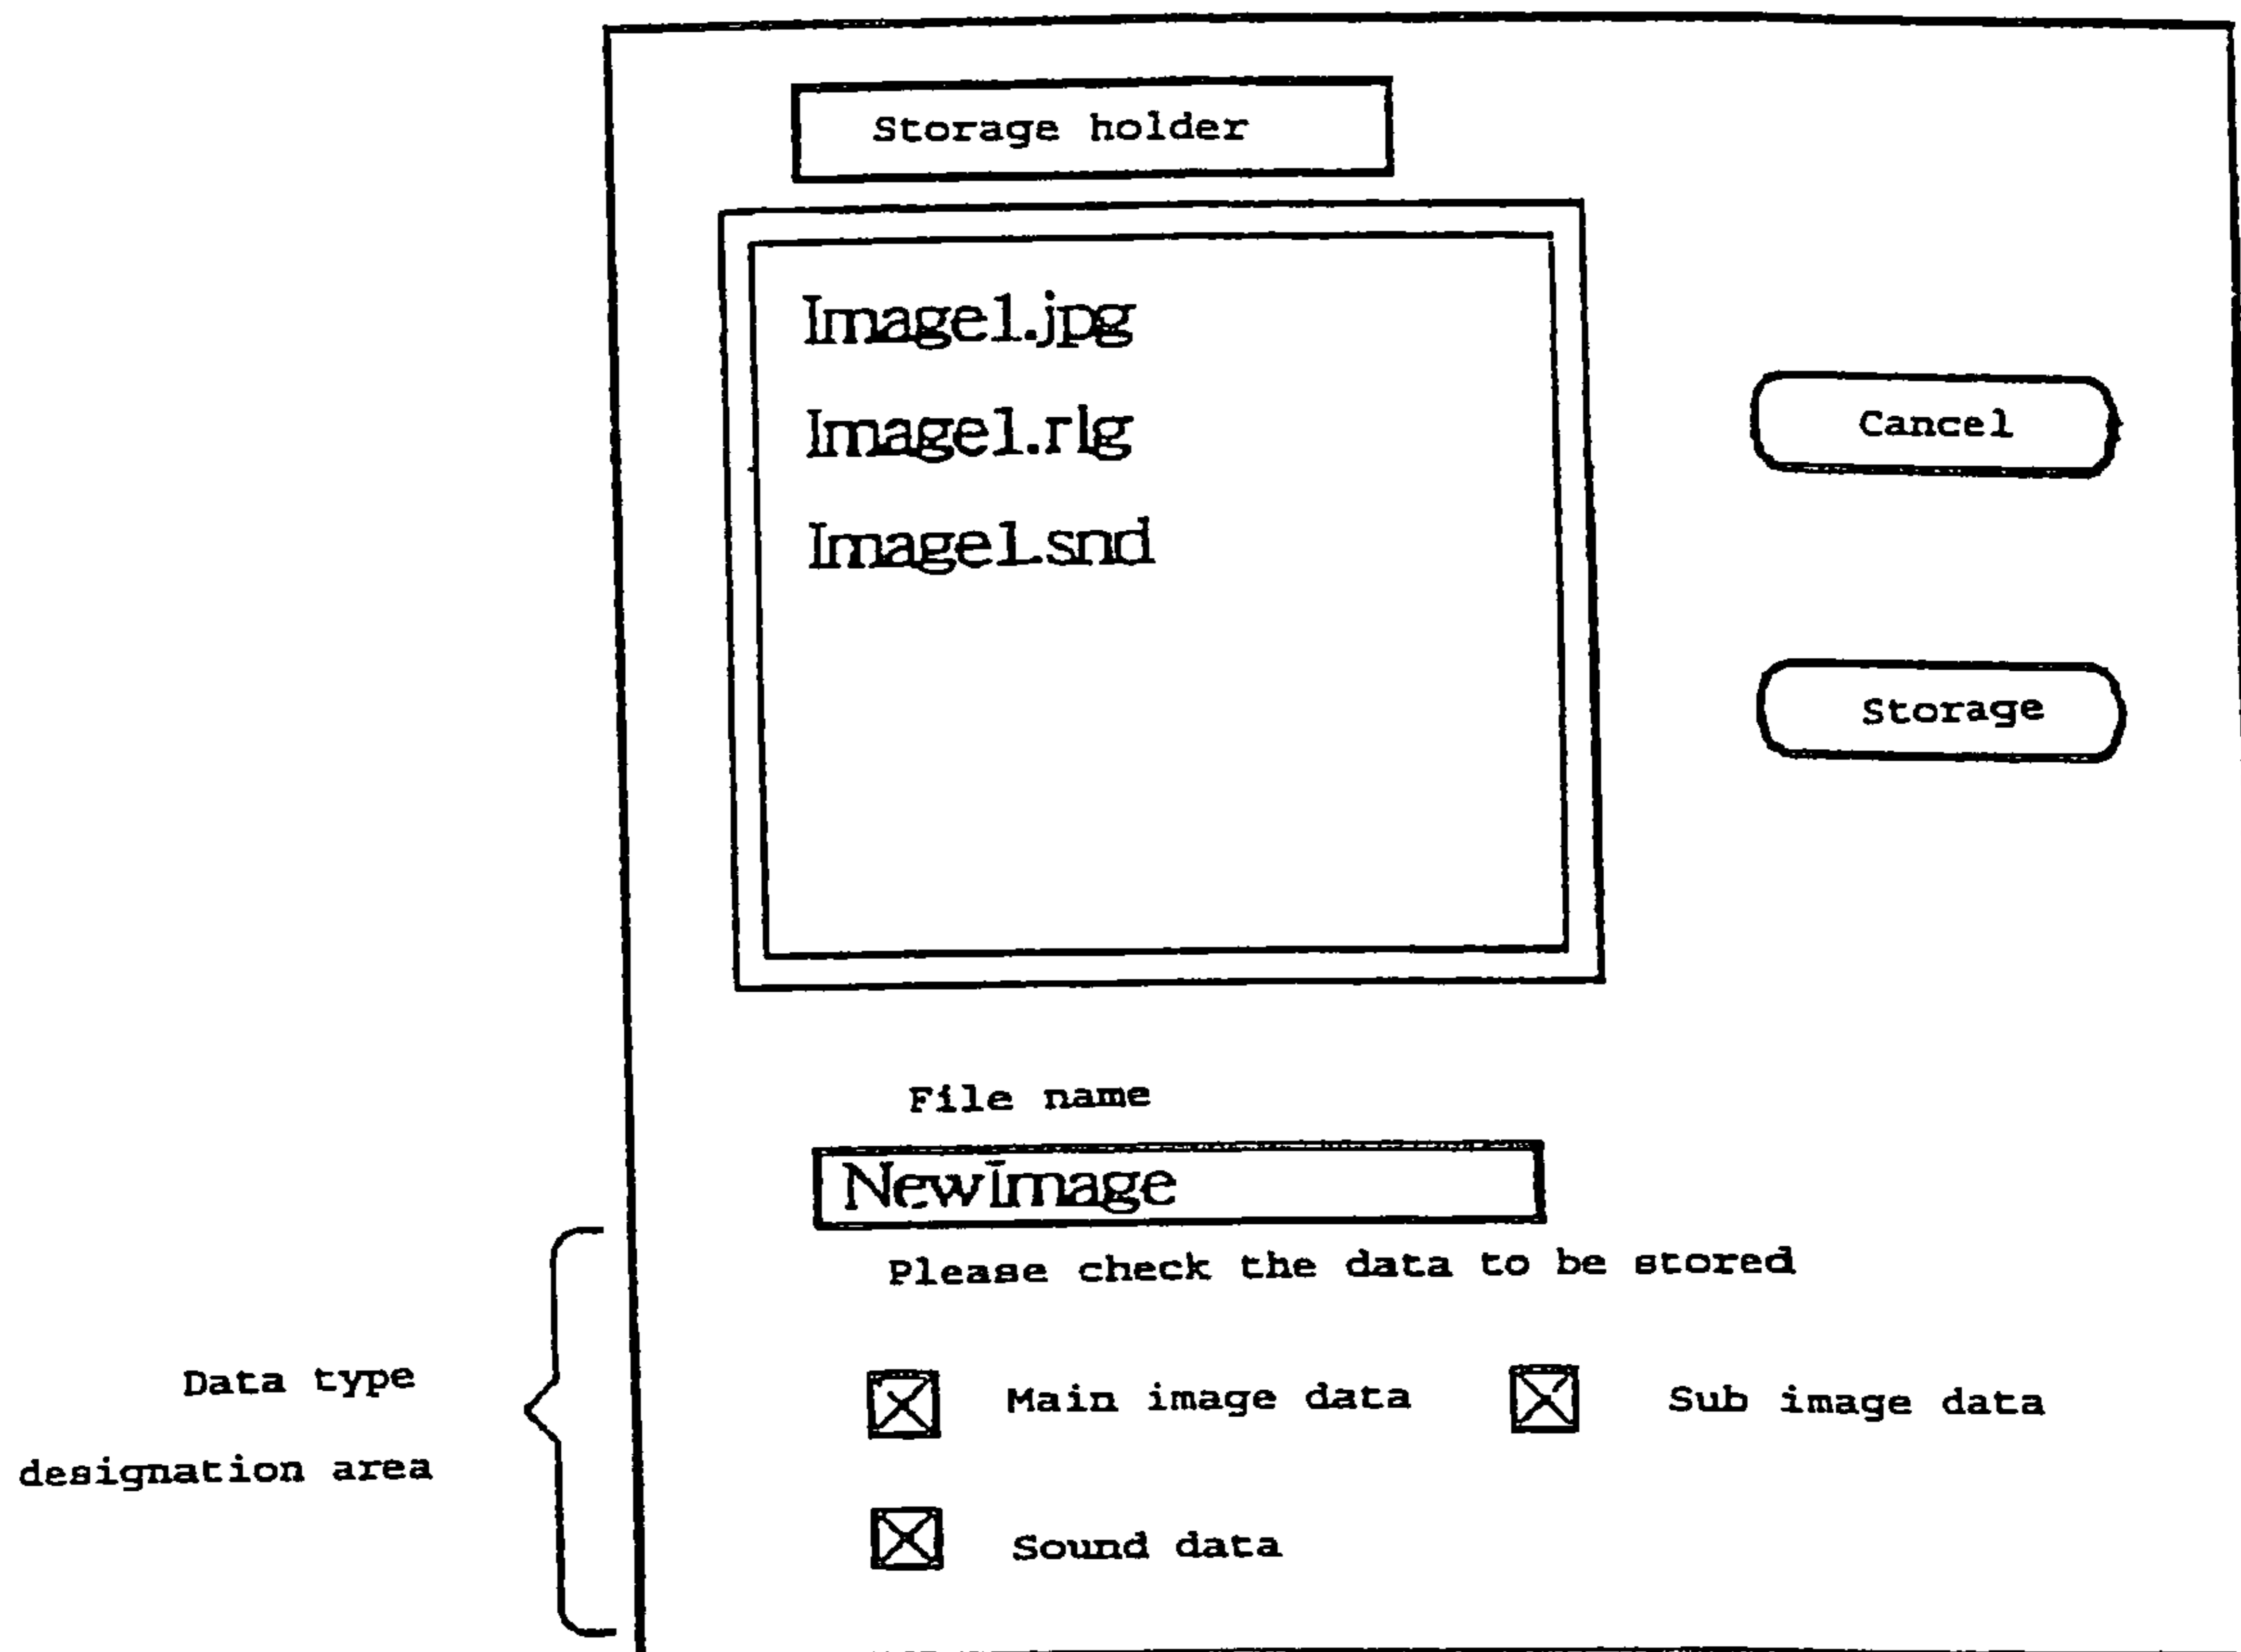 Storage holder
Image1.jpg
Image1.rlg
Image1.snd
Cancel
Storage
File name
NewImage
Please check the data to be stored
Data type
designation area
Main image data
Sub image data
Sound data